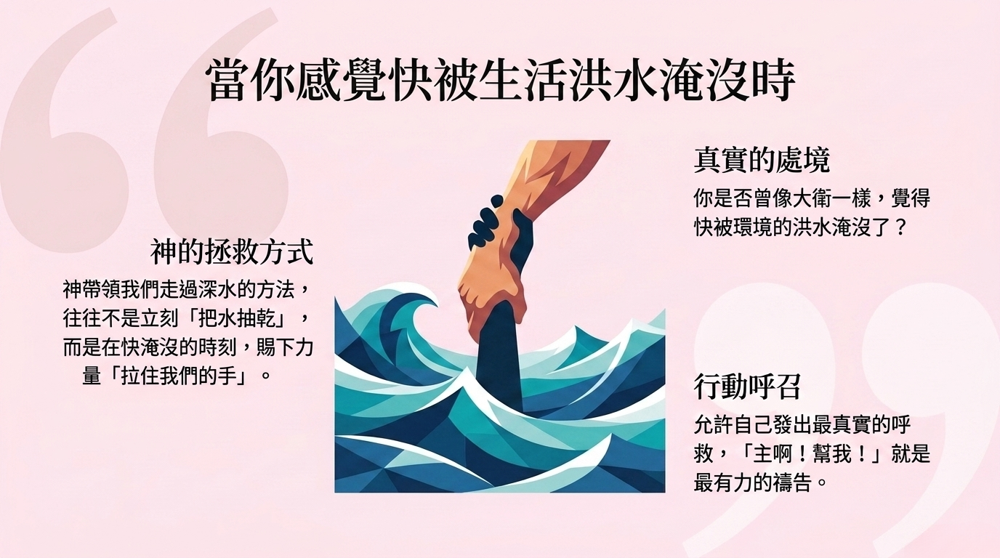 當你感覺快被生活洪水淹沒時
真實的處境
你是否曾像大衛一樣，覺得
快被環境的洪水淹沒了？
神的拯救方式
神帶領我們走過深水的方法，
往往不是立刻「把水抽乾」，
而是在快淹沒的時刻，賜下力
量「拉住我們的手」。
行動呼召
允許自己發出最真實的呼
救，「主啊！幫我！」就是
最有力的禱告。